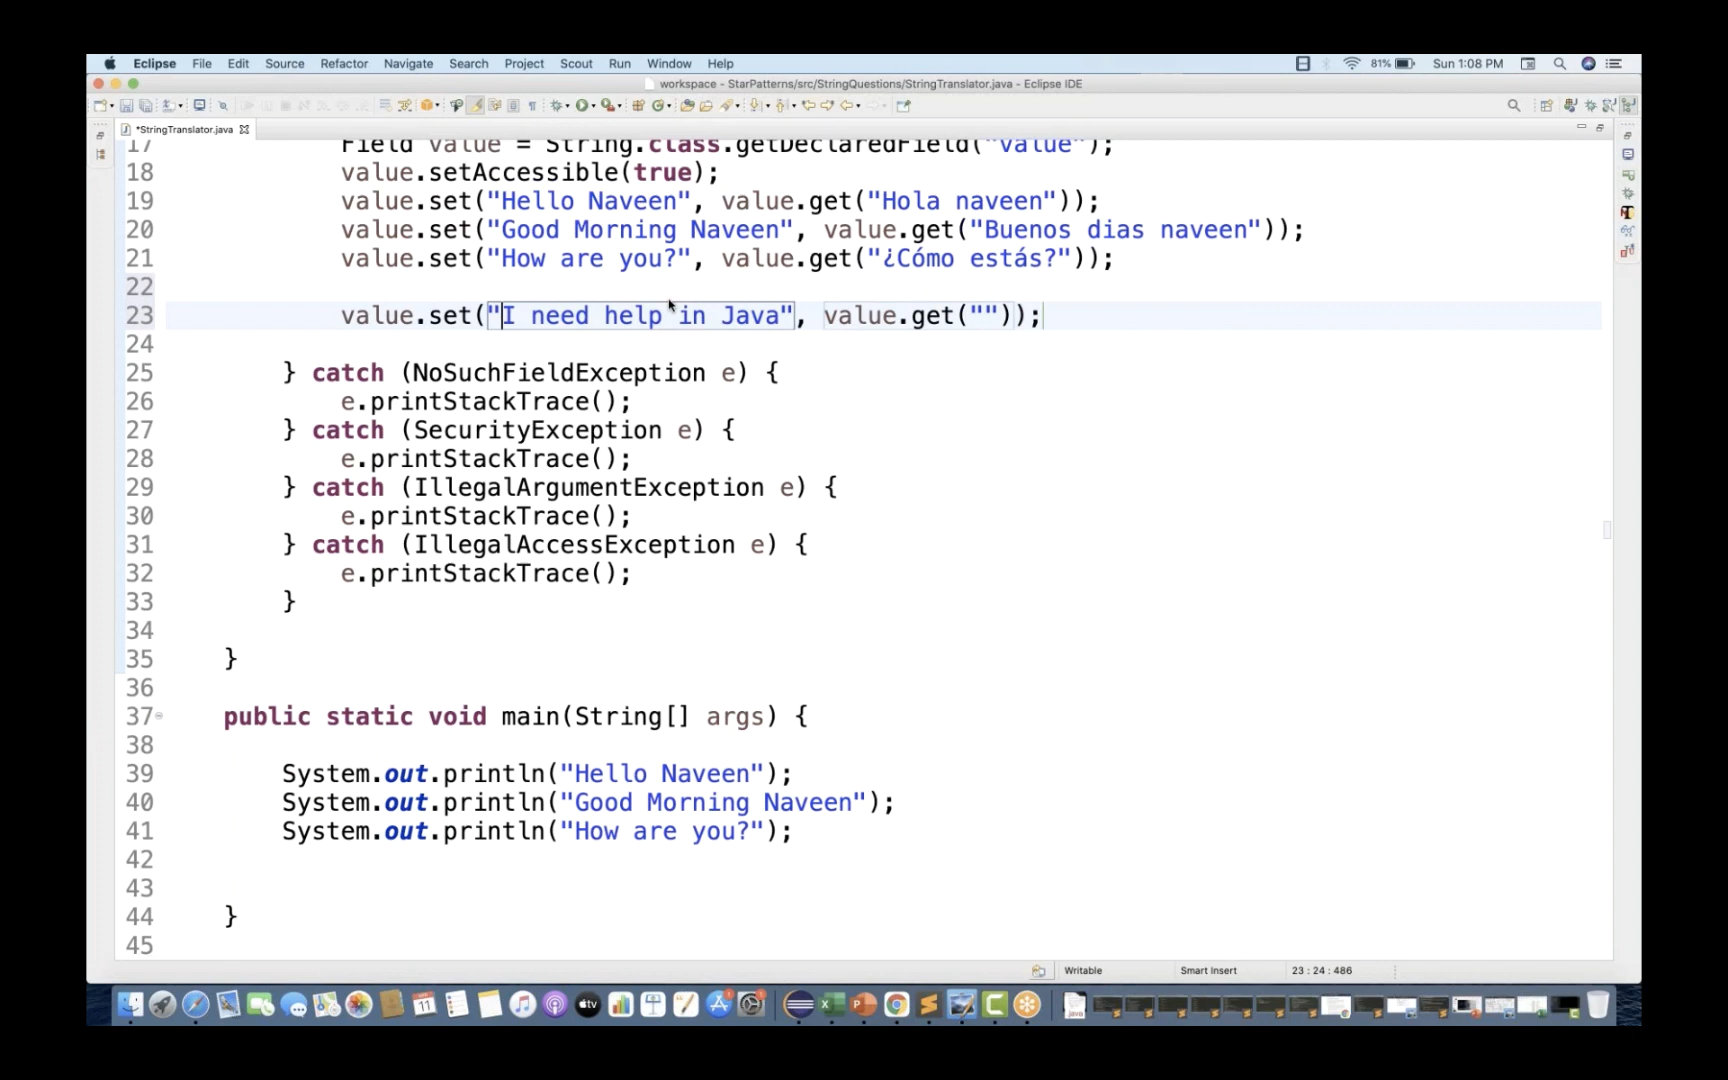 Eclipse File Edit Source Refactor Navigate Search Project Scout Run Window Help 81% Sun 1:08 PM
workspace - StarPatterns/src/StringQuestions/StringTranslator.java - Eclipse IDE
*StringTranslator.java
17 Field value = String.class.getDeclaredField("value");
18 value.setAccessible(true);
19 value.set("Hello Naveen", value.get("Hola naveen"));
20 value.set("Good Morning Naveen", value.get("Buenos dias naveen"));
21 value.set("How are you?", value.get("¿Cómo estás?"));
22
23 value.set("I need help in Java", value.get(""));
24
25 } catch (NoSuchFieldException e) {
26 e.printStackTrace();
27 } catch (SecurityException e) {
28 e.printStackTrace();
29 } catch (IllegalArgumentException e) {
30 e.printStackTrace();
31 } catch (IllegalAccessException e) {
32 e.printStackTrace();
33 }
34
35 }
36
37 public static void main(String[] args) {
38
39 System.out.println("Hello Naveen");
40 System.out.println("Good Morning Naveen");
41 System.out.println("How are you?");
42
43
44 }
45
Writable Smart Insert 23 : 24 : 486